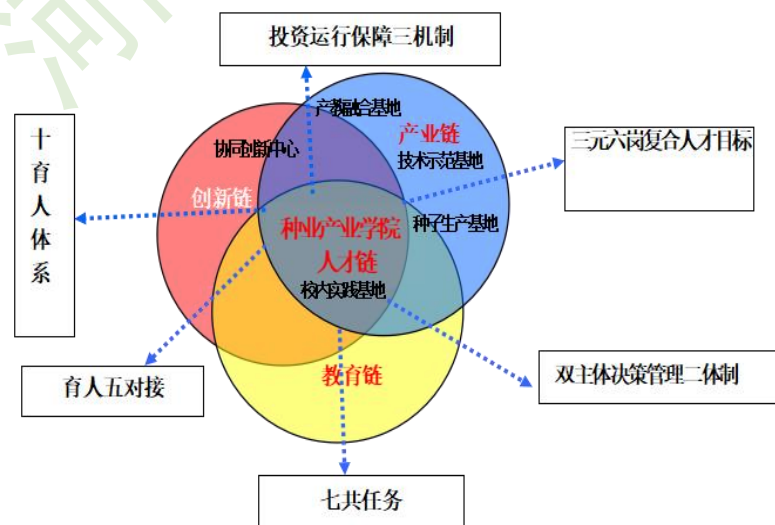 河
投资运行保障三机制
产教融合基地
产业链
协同创新中心
技术示范基地
三元六岗复合人才目标
十育人体系
创新链
种子生产基地
种业产业学院
人才链
校内实践基地
教育链
双主体决策管理二体制
育人五对接
七共任务